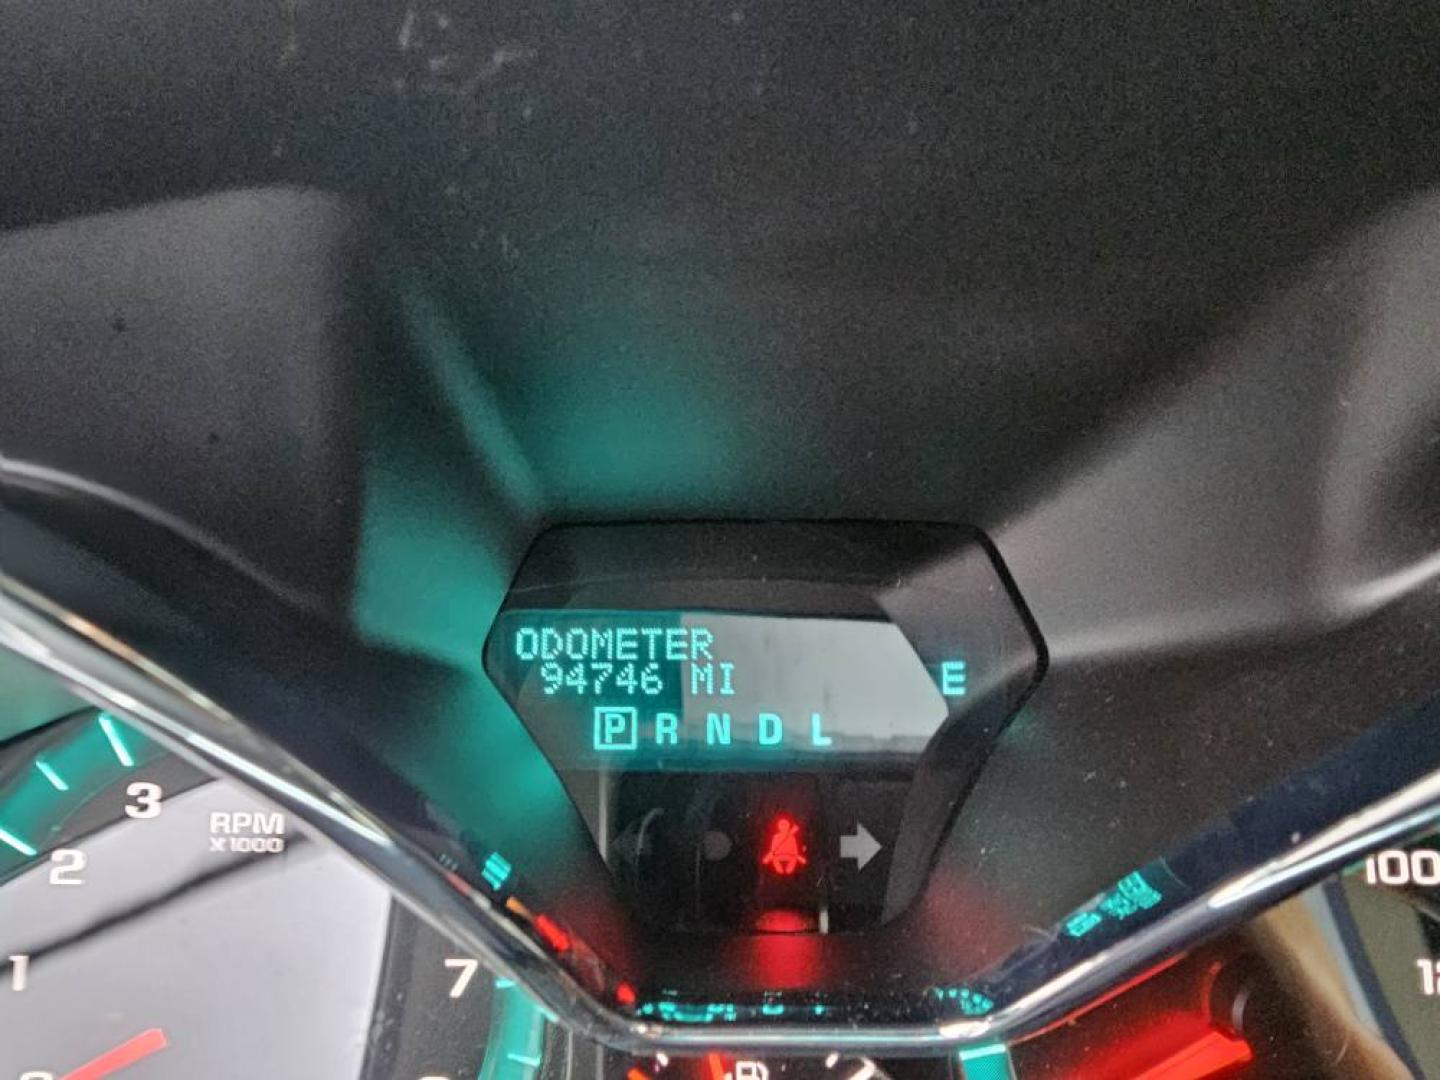 ODOMETER
94746 MI
E
P R N D L
3
RPM
X1000
2
1
7
100